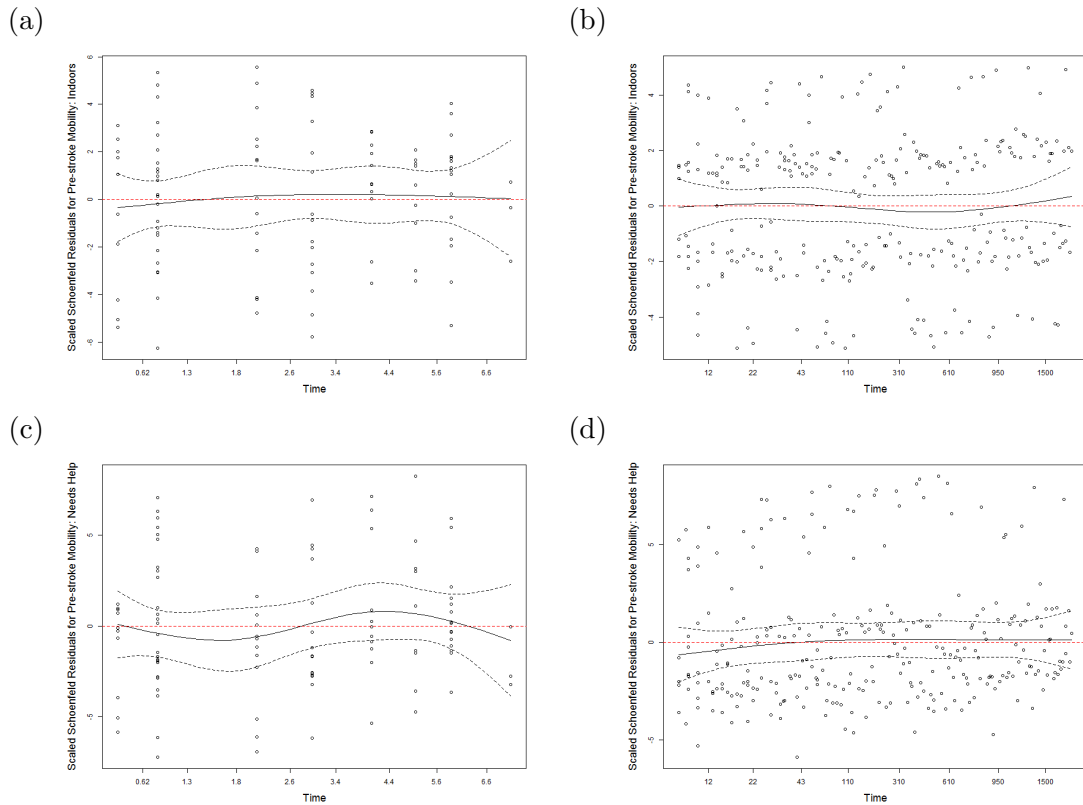 (a)
(b)
Scaled Schoenfeld Residuals for Pre-stroke Mobility: Indoors
6
4
2
0
-2
-4
-6
0.62 1.3 1.8 2.6 3.4 4.4 5.6 6.6
Time
Scaled Schoenfeld Residuals for Pre-stroke Mobility: Indoors
4
2
0
-2
-4
12 22 43 110 310 610 950 1500
Time
(c)
(d)
Scaled Schoenfeld Residuals for Pre-stroke Mobility: Needs Help
5
0
-5
0.62 1.3 1.8 2.6 3.4 4.4 5.6 6.6
Time
Scaled Schoenfeld Residuals for Pre-stroke Mobility: Needs Help
5
0
-5
12 22 43 110 310 610 950 1500
Time